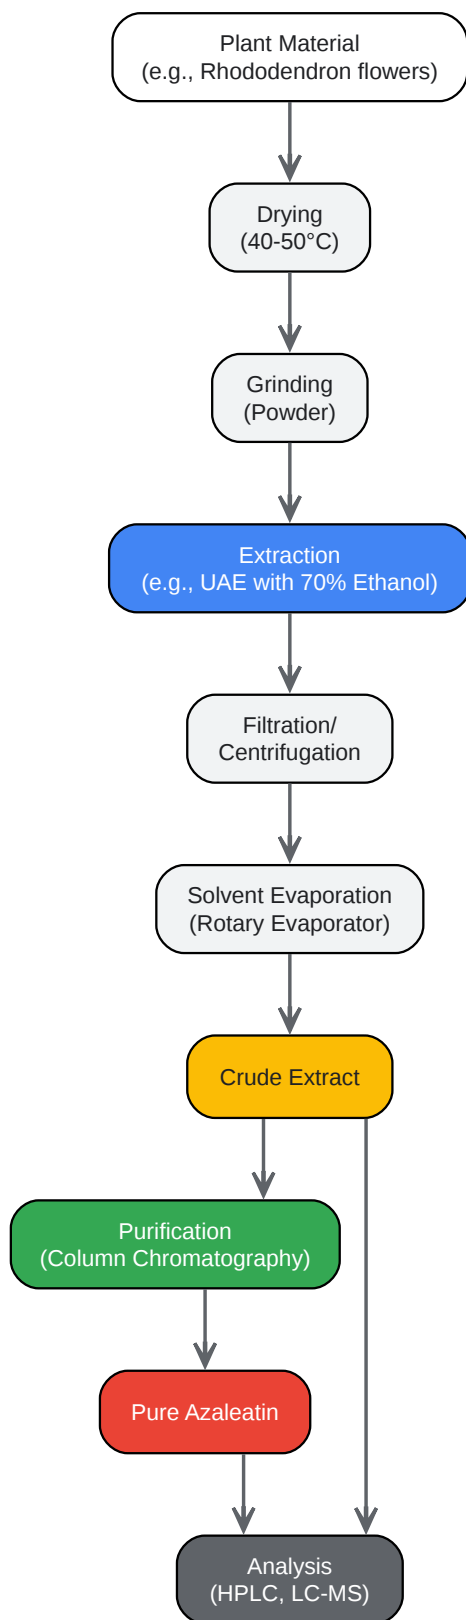 Plant Material
(e.g., Rhododendron flowers)
Drying
(40-50°C)
Grinding
(Powder)
Extraction
(e.g., UAE with 70% Ethanol)
Filtration/
Centrifugation
Solvent Evaporation
(Rotary Evaporator)
Crude Extract
Purification
(Column Chromatography)
Pure Azaleatin
Analysis
(HPLC, LC-MS)